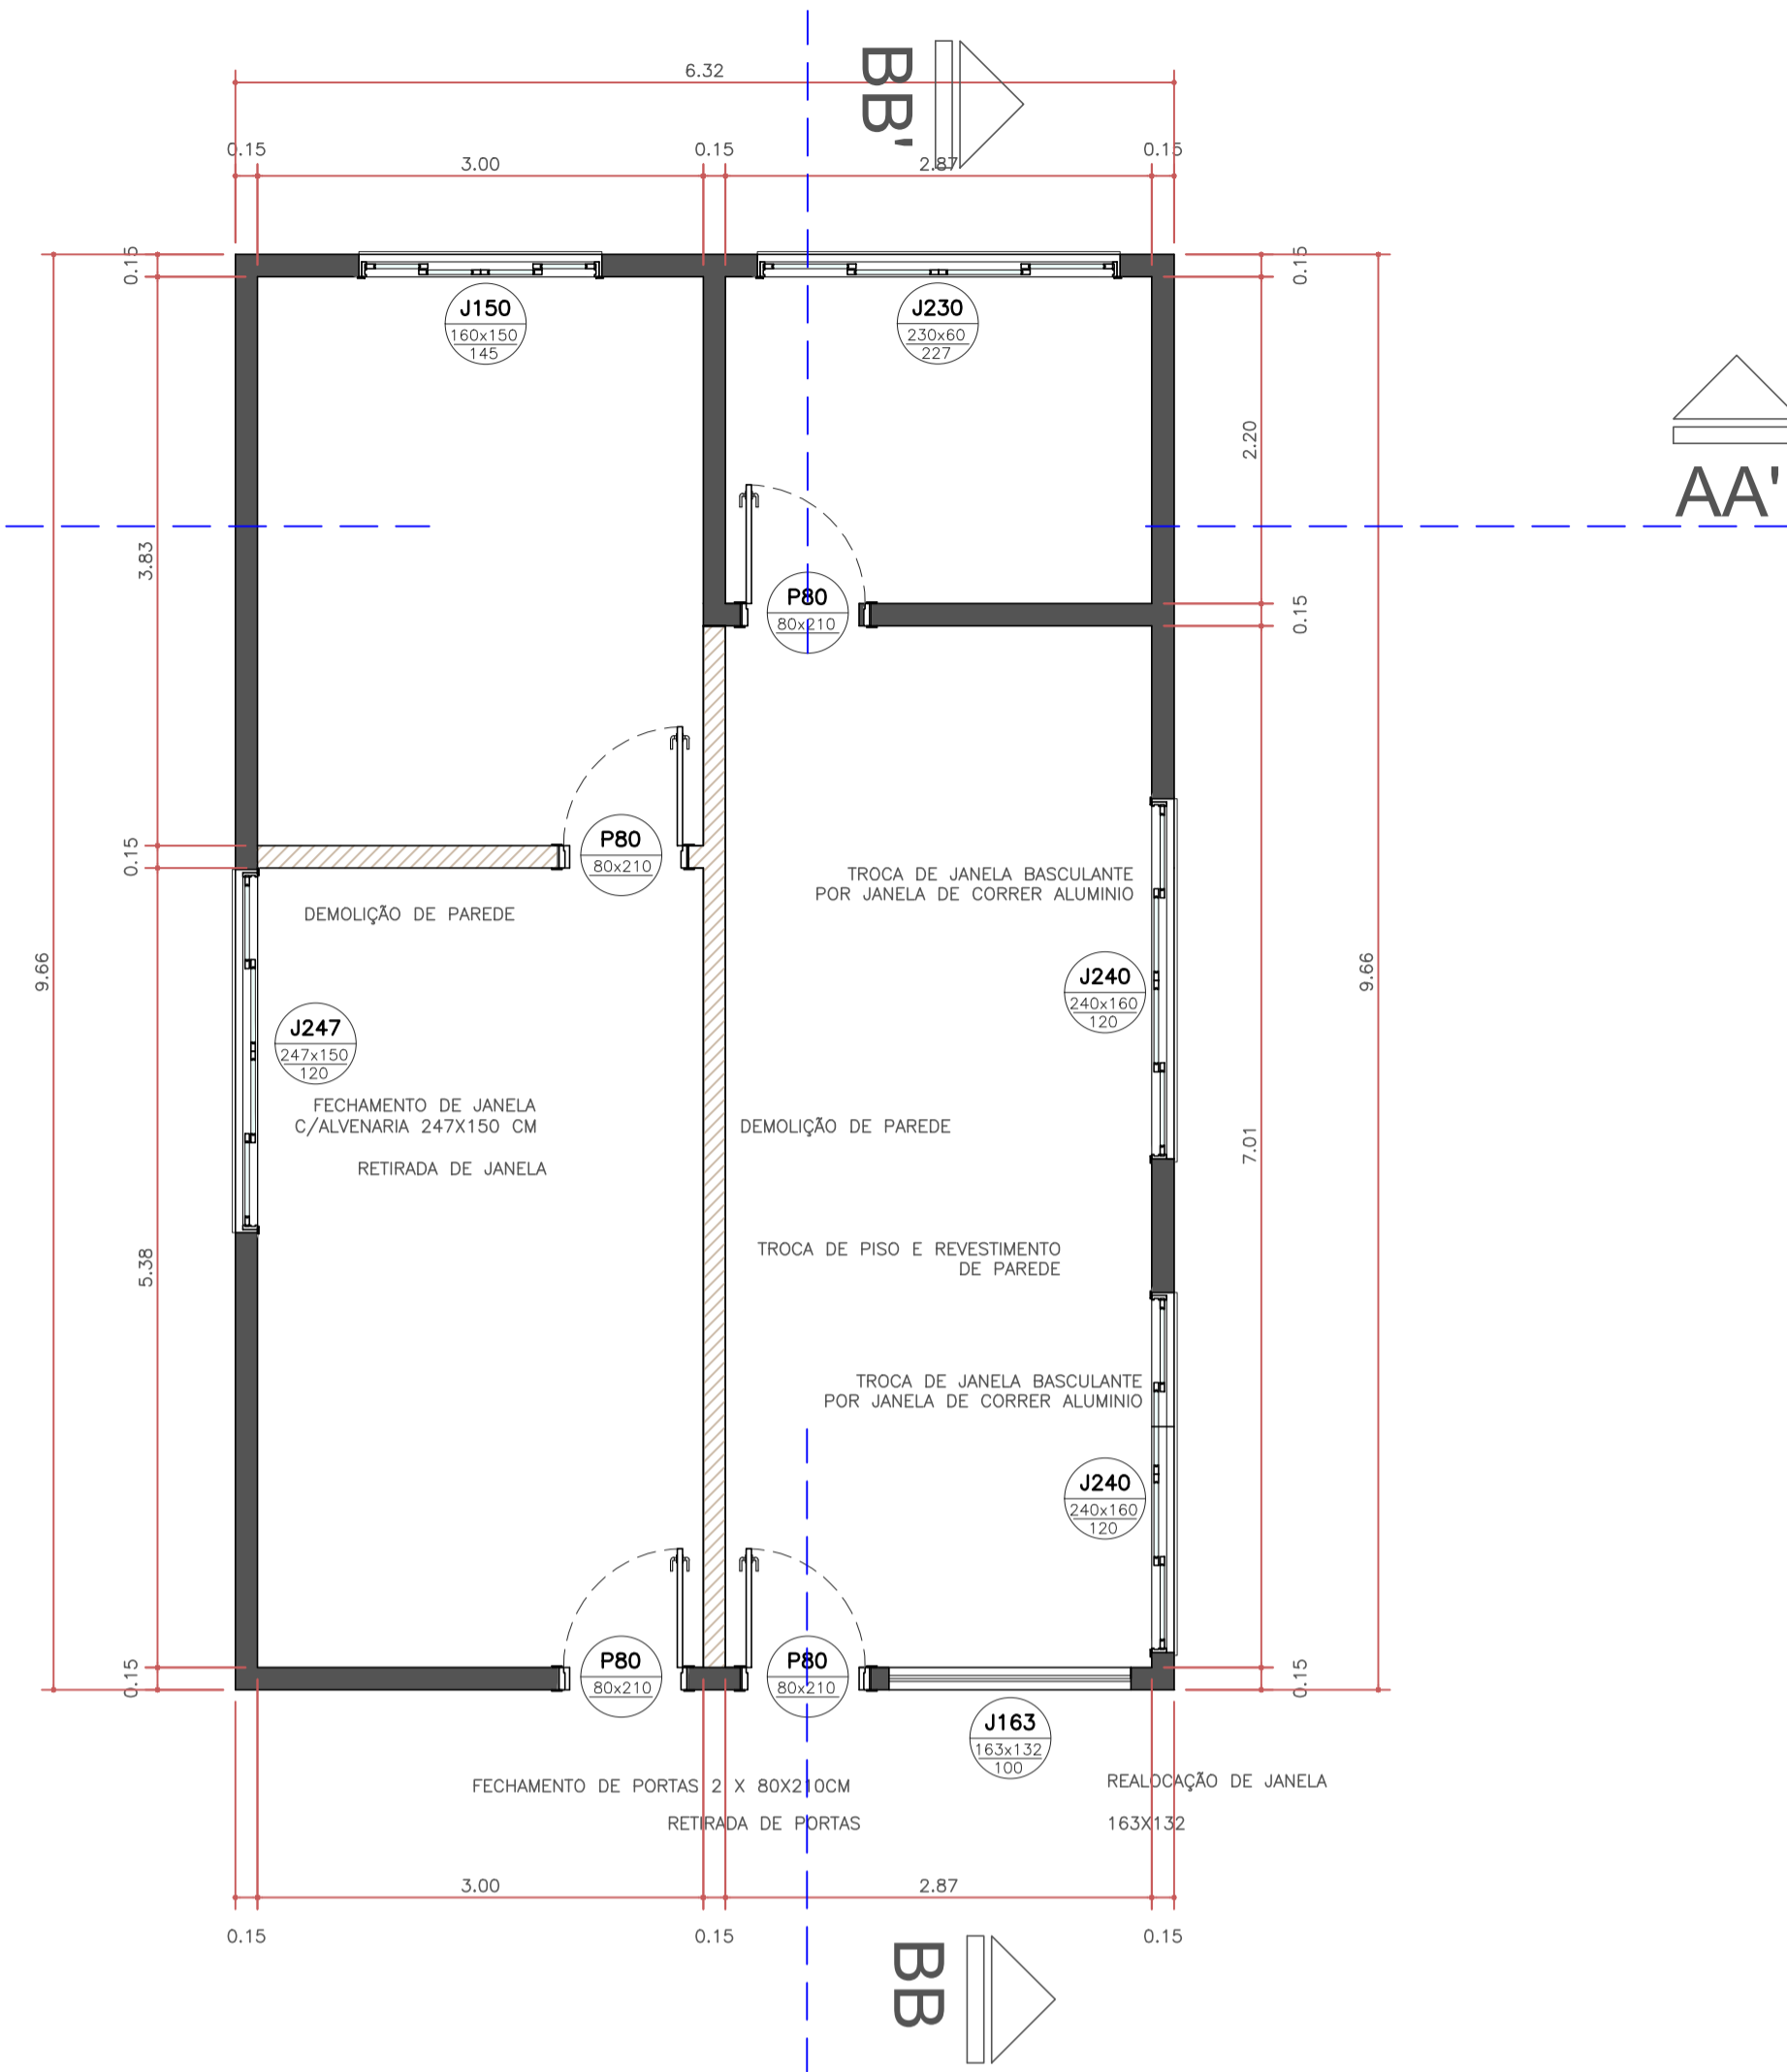 BB'
6.32
0.15
3.00
0.15
2.87
0.15
0.15
0.15
J150
160x150
145
J230
230x60
227
2.20
AA'
3.83
P80
80x210
0.15
P80
80x210
0.15
TROCA DE JANELA BASCULANTE
POR JANELA DE CORRER ALUMINIO
DEMOLIÇÃO DE PAREDE
9.66
9.66
J240
240x160
120
J247
247x150
120
FECHAMENTO DE JANELA
C/ALVENARIA 247X150 CM
RETIRADA DE JANELA
DEMOLIÇÃO DE PAREDE
7.01
5.38
TROCA DE PISO E REVESTIMENTO
DE PAREDE
TROCA DE JANELA BASCULANTE
POR JANELA DE CORRER ALUMINIO
J240
240x160
120
0.15
P80
80x210
P80
80x210
0.15
J163
163x132
100
FECHAMENTO DE PORTAS 2 X 80X210CM
RETIRADA DE PORTAS
REALOCAÇÃO DE JANELA
163X132
3.00
2.87
0.15
0.15
0.15
BB